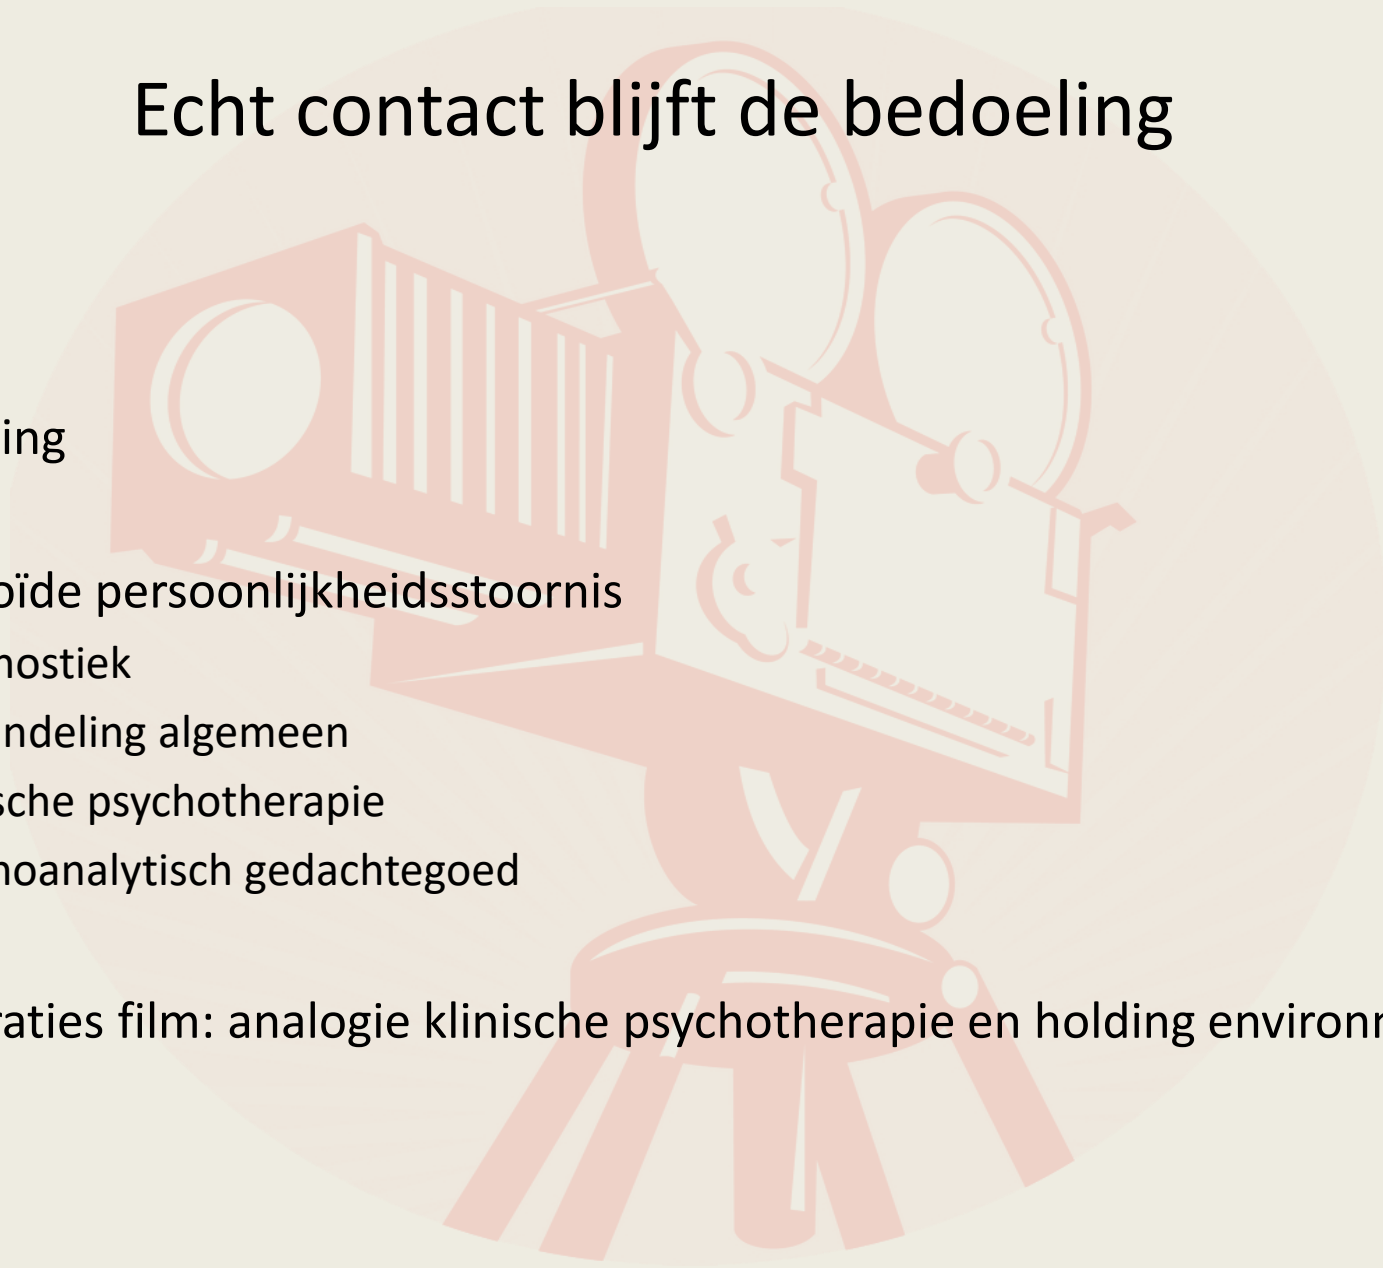 Echt contact blijft de bedoeling
ing
oïde persoonlijkheidsstoornis
nostiek
ndeling algemeen
sche psychotherapie
hoanalytisch gedachtegoed
raties film: analogie klinische psychotherapie en holding environ